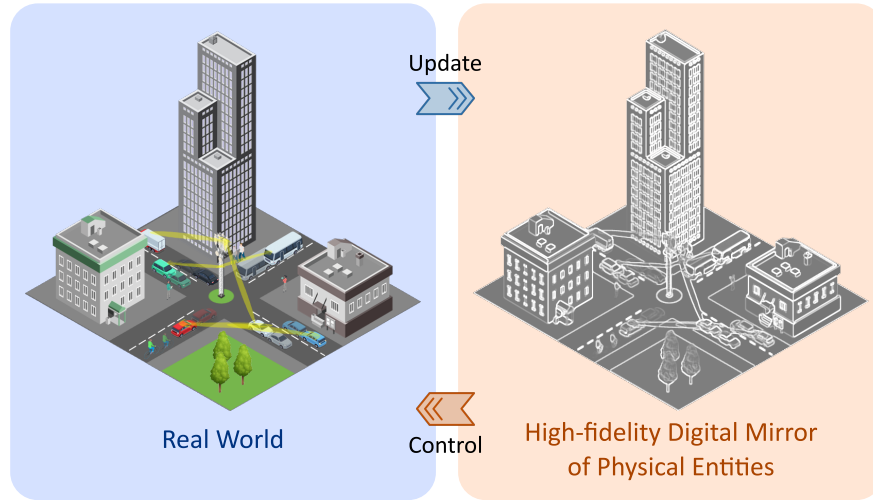 Update
Control
Real World
High-fidelity Digital Mirror
of Physical Entities